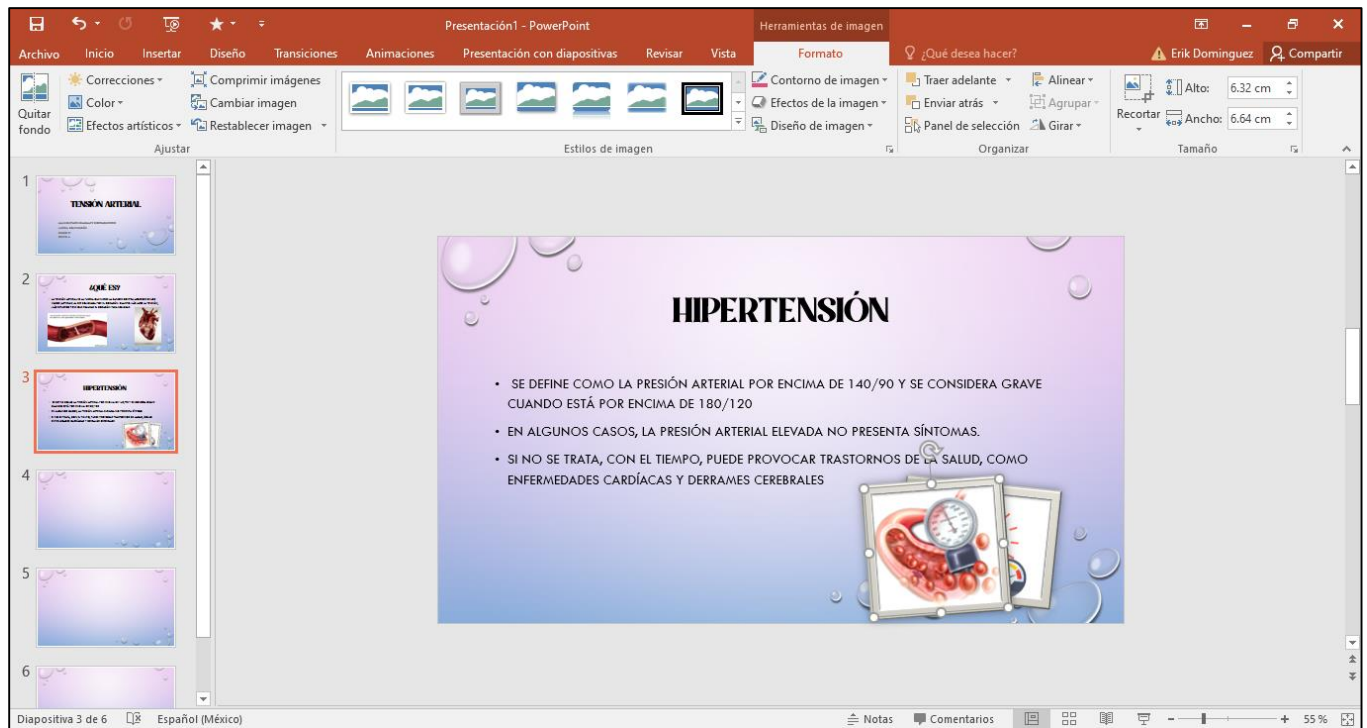 Presentación1 - PowerPoint
Herramientas de imagen
Archivo Inicio Insertar Diseño Transiciones Animaciones Presentación con diapositivas Revisar Vista Formato ¿Qué desea hacer? Erik Dominguez Compartir
Quitar fondo
Correcciones
Color
Efectos artísticos
Comprimir imágenes
Cambiar imagen
Restablecer imagen
Ajustar
Estilos de imagen
Contorno de imagen
Efectos de la imagen
Diseño de imagen
Traer adelante
Enviar atrás
Panel de selección
Alinear
Agrupar
Girar
Organizar
Recortar
Alto: 6.32 cm
Ancho: 6.64 cm
Tamaño
1
TENSIÓN ARTERIAL
2
¿QUÉ ES?
3
HIPERTENSIÓN
4
5
6
HIPERTENSIÓN
• SE DEFINE COMO LA PRESIÓN ARTERIAL POR ENCIMA DE 140/90 Y SE CONSIDERA GRAVE
CUANDO ESTÁ POR ENCIMA DE 180/120
• EN ALGUNOS CASOS, LA PRESIÓN ARTERIAL ELEVADA NO PRESENTA SÍNTOMAS.
• SI NO SE TRATA, CON EL TIEMPO, PUEDE PROVOCAR TRASTORNOS DE LA SALUD, COMO
ENFERMEDADES CARDÍACAS Y DERRAMES CEREBRALES
Diapositiva 3 de 6 Español (México) Notas Comentarios 55 %